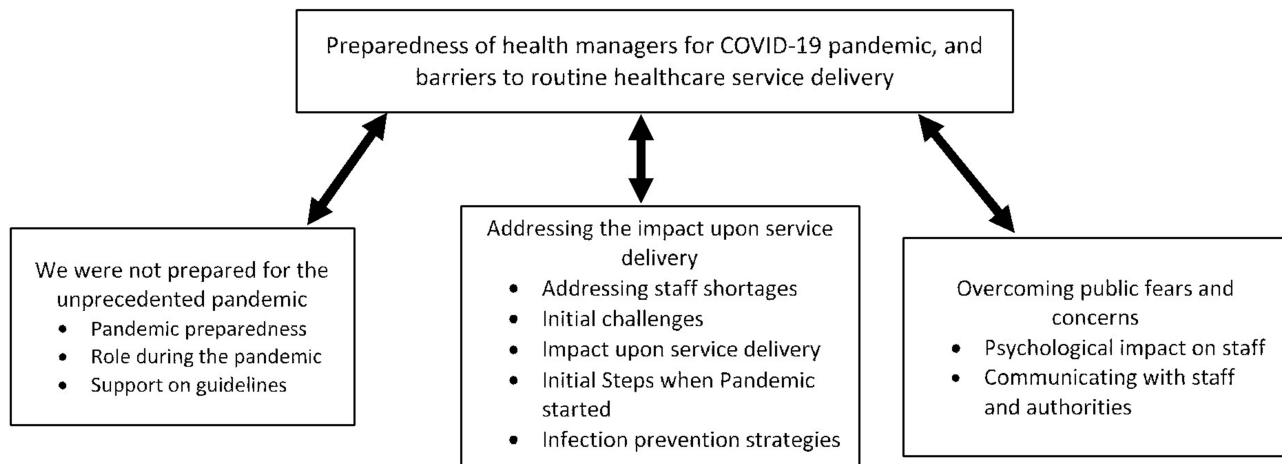 Preparedness of health managers for COVID-19 pandemic, and
barriers to routine healthcare service delivery
We were not prepared for the
unprecedented pandemic
• Pandemic preparedness
• Role during the pandemic
• Support on guidelines
Addressing the impact upon service
delivery
• Addressing staff shortages
• Initial challenges
• Impact upon service delivery
• Initial Steps when Pandemic
started
• Infection prevention strategies
Overcoming public fears and
concerns
• Psychological impact on staff
• Communicating with staff
and authorities